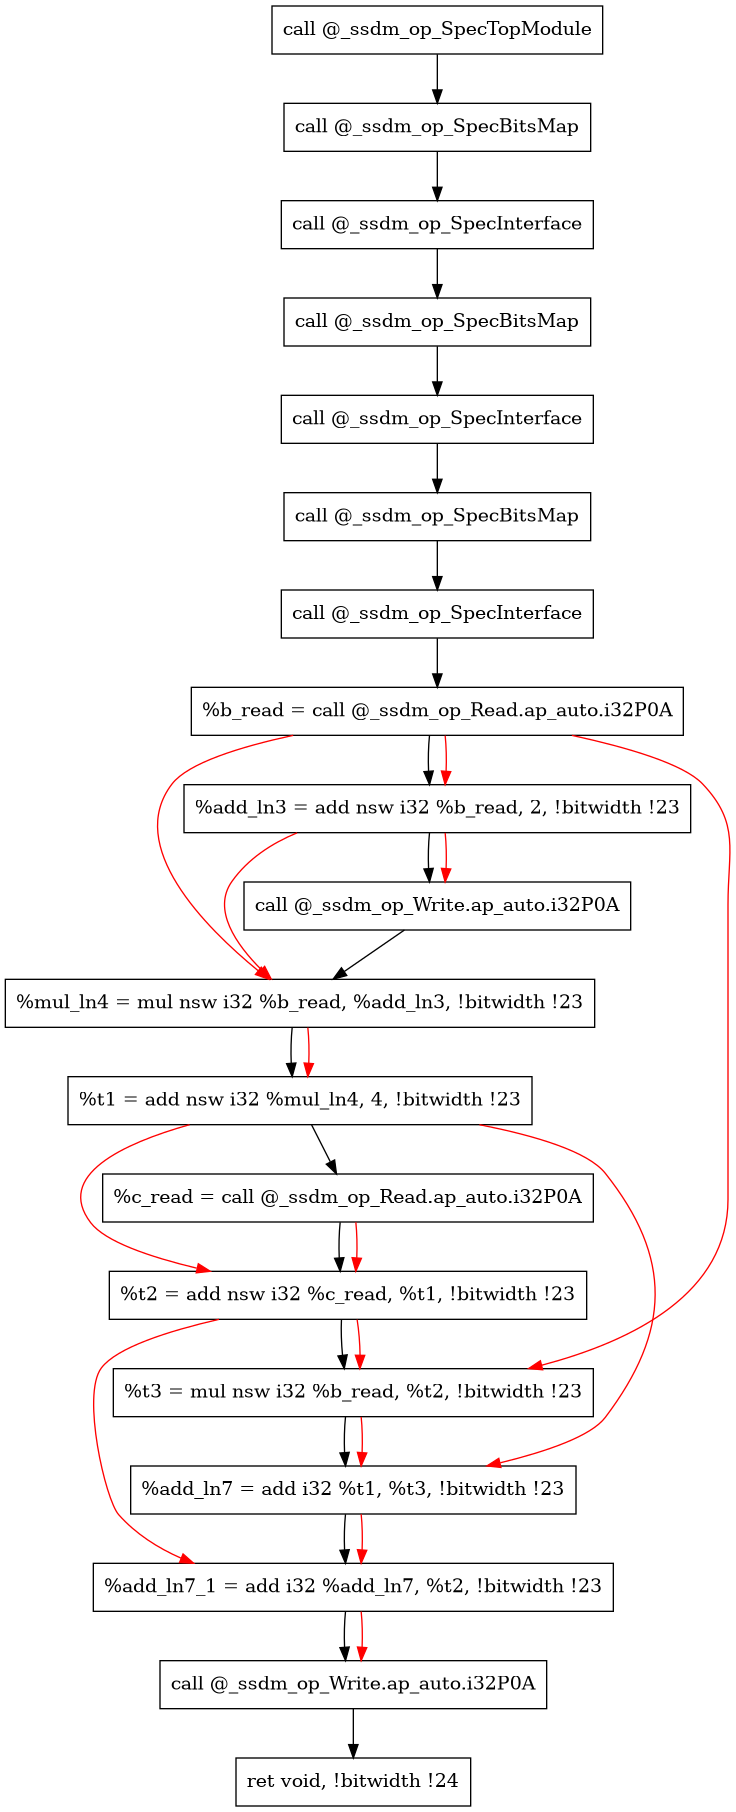 call @_ssdm_op_SpecTopModule
call @_ssdm_op_SpecBitsMap
call @_ssdm_op_SpecInterface
call @_ssdm_op_SpecBitsMap
call @_ssdm_op_SpecInterface
call @_ssdm_op_SpecBitsMap
call @_ssdm_op_SpecInterface
%b_read = call @_ssdm_op_Read.ap_auto.i32P0A
%add_ln3 = add nsw i32 %b_read, 2, !bitwidth !23
call @_ssdm_op_Write.ap_auto.i32P0A
%mul_ln4 = mul nsw i32 %b_read, %add_ln3, !bitwidth !23
%t1 = add nsw i32 %mul_ln4, 4, !bitwidth !23
%c_read = call @_ssdm_op_Read.ap_auto.i32P0A
%t2 = add nsw i32 %c_read, %t1, !bitwidth !23
%t3 = mul nsw i32 %b_read, %t2, !bitwidth !23
%add_ln7 = add i32 %t1, %t3, !bitwidth !23
%add_ln7_1 = add i32 %add_ln7, %t2, !bitwidth !23
call @_ssdm_op_Write.ap_auto.i32P0A
ret void, !bitwidth !24